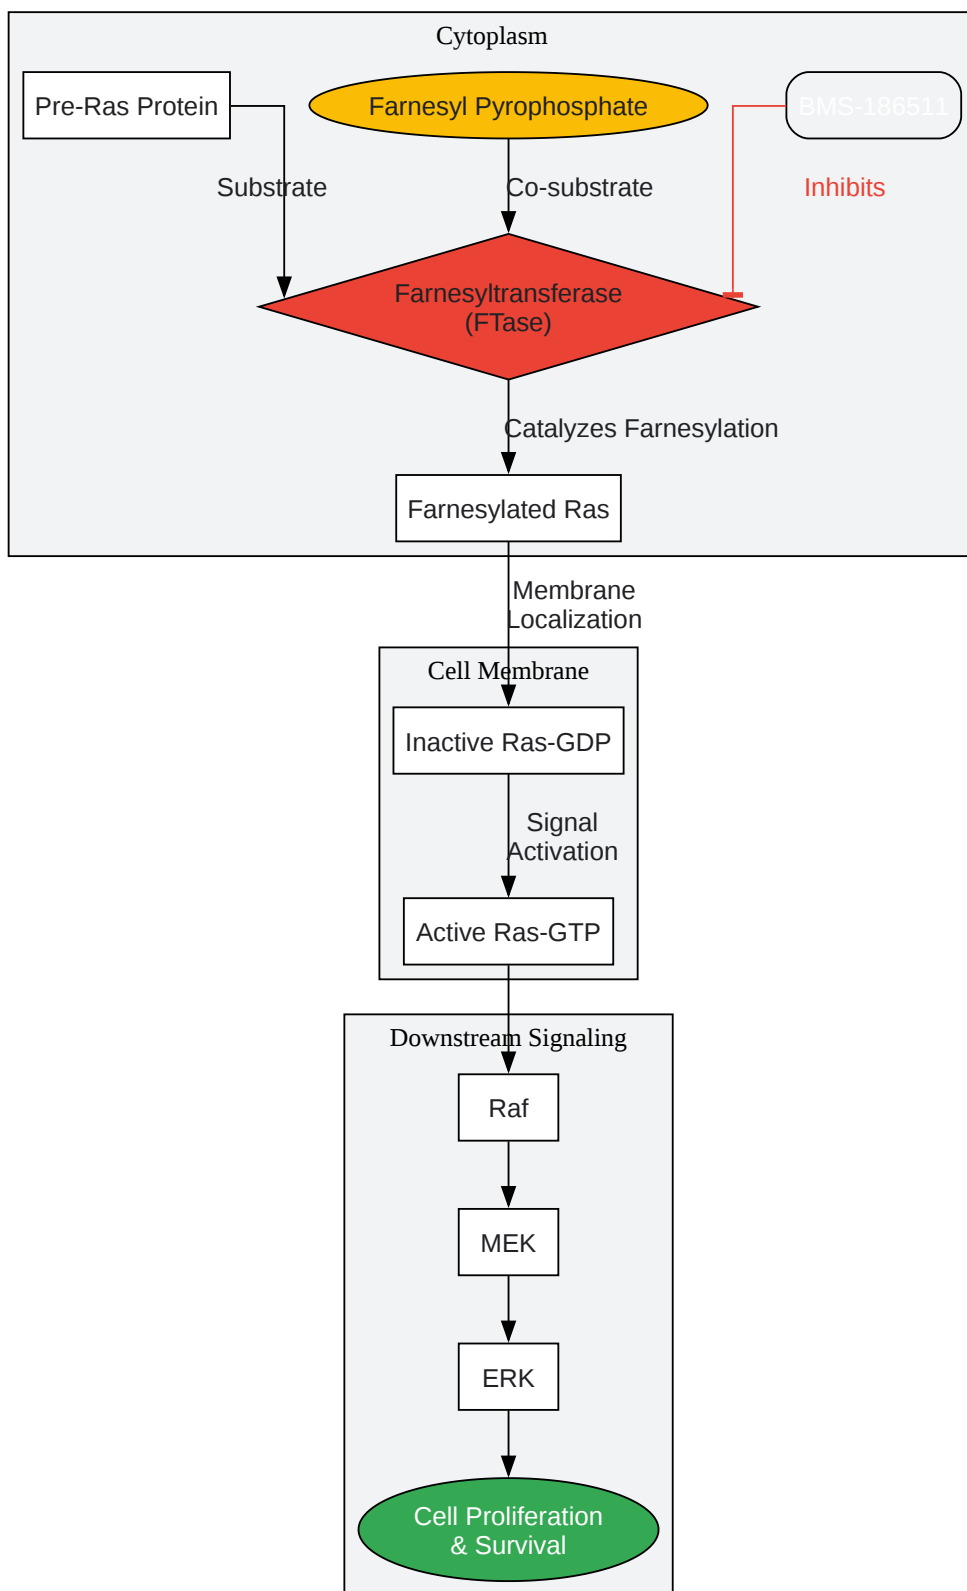 Cytoplasm
Pre-Ras Protein
Farnesyl Pyrophosphate
BMS-186511
Substrate
Co-substrate
Inhibits
Farnesyltransferase
(FTase)
Catalyzes Farnesylation
Farnesylated Ras
Membrane
Localization
Cell Membrane
Inactive Ras-GDP
Signal
Activation
Active Ras-GTP
Downstream Signaling
Raf
MEK
ERK
Cell Proliferation
& Survival